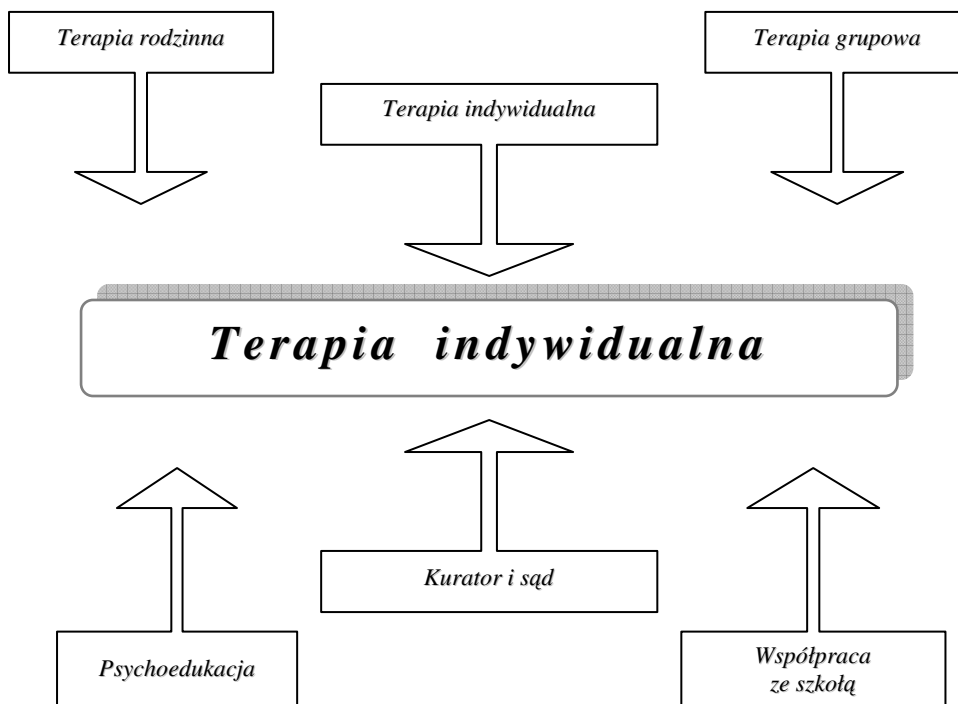 Terapia rodzinna
Terapia grupowa
Terapia indywidualna
Terapia indywidualna
Kurator i sąd
Psychoedukacja
Współpraca
ze szkołą